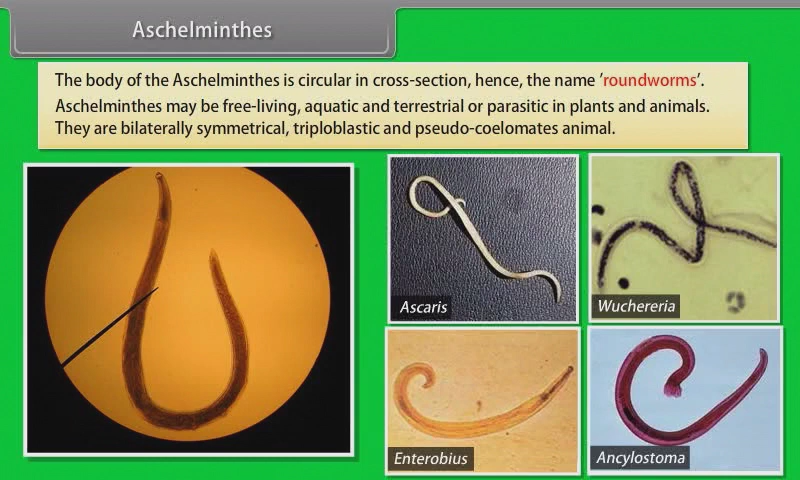 Aschelminthes
The body of the Aschelminthes is circular in cross-section, hence, the name 'roundworms'.
Aschelminthes may be free-living, aquatic and terrestrial or parasitic in plants and animals.
They are bilaterally symmetrical, triploblastic and pseudo-coelomates animal.
Ascaris
Wuchereria
Enterobius
Ancylostoma